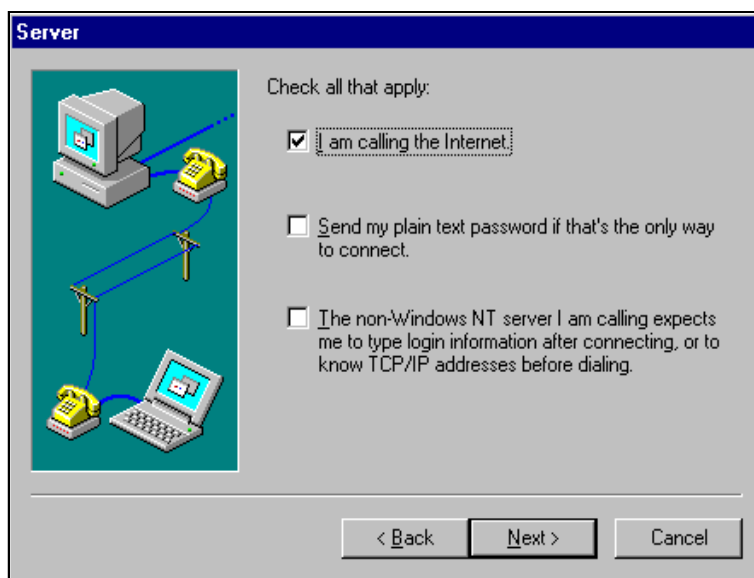 Server
Check all that apply:
I am calling the Internet.
Send my plain text password if that's the only way
to connect.
The non-Windows NT server I am calling expects
me to type login information after connecting, or to
know TCP/IP addresses before dialing.
< Back
Next >
Cancel